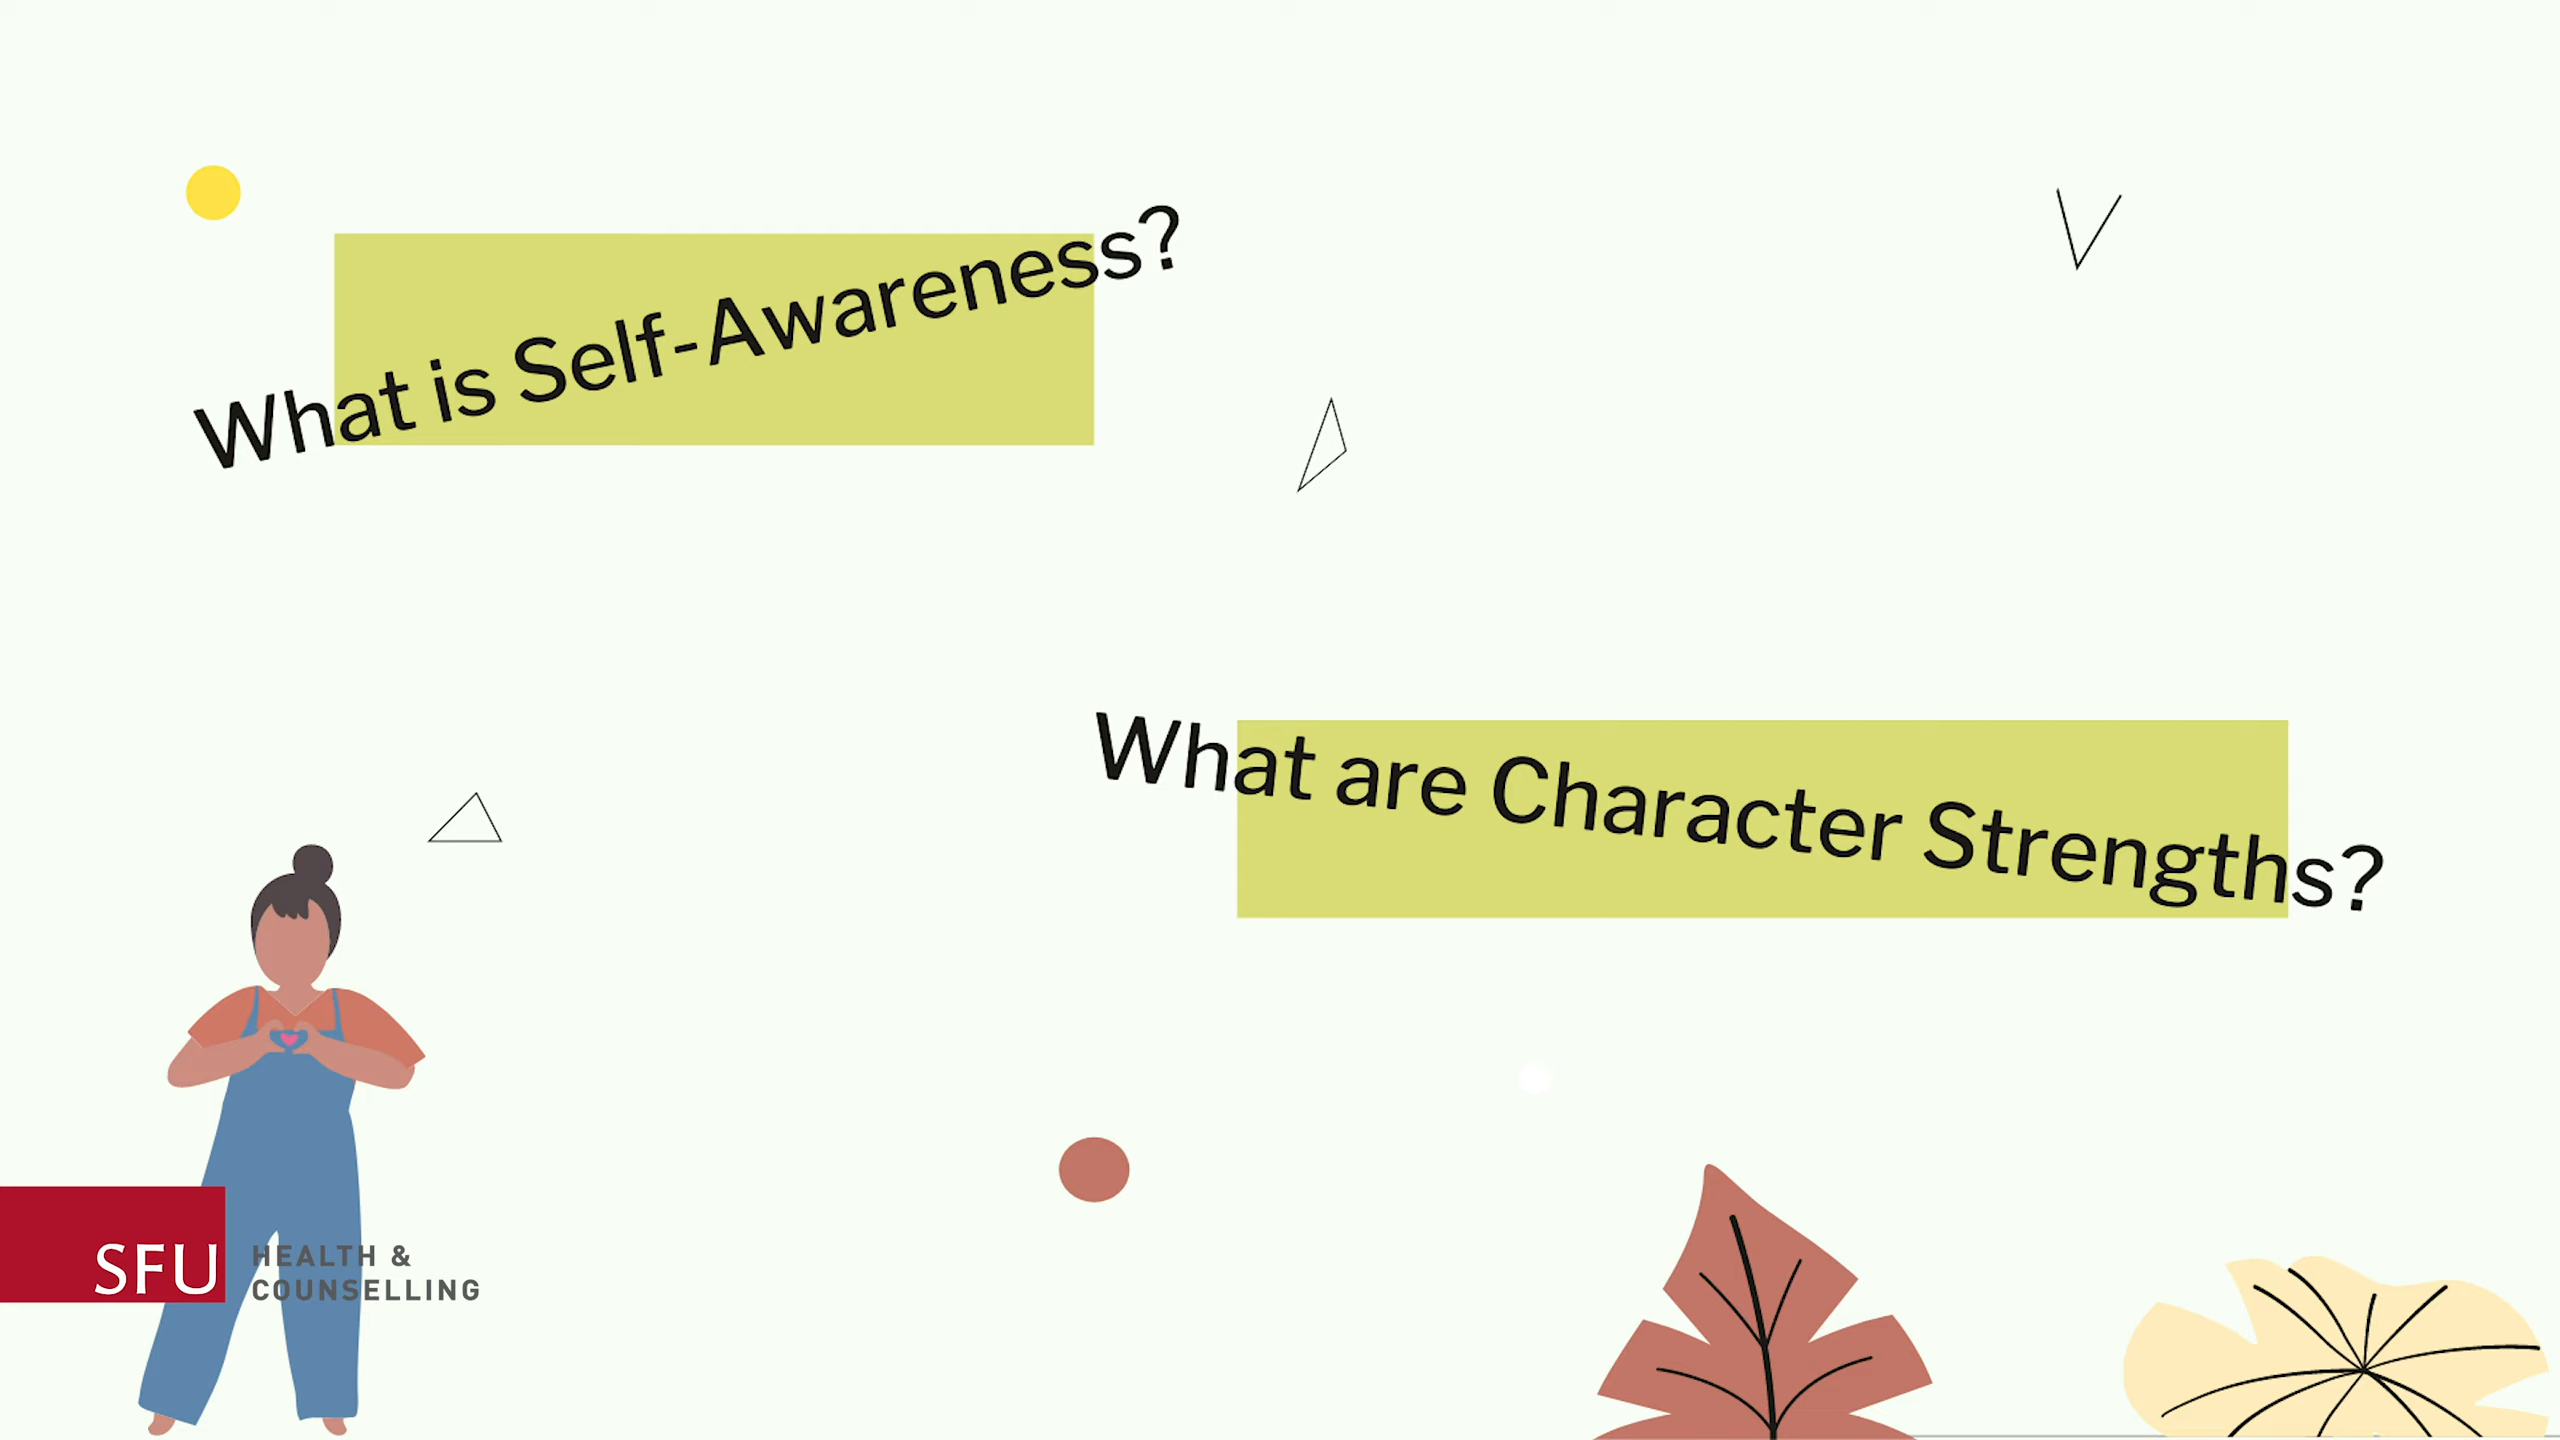 What is Self-Awareness?
What are Character Strengths?
SFU
HEALTH &
COUNSELLING